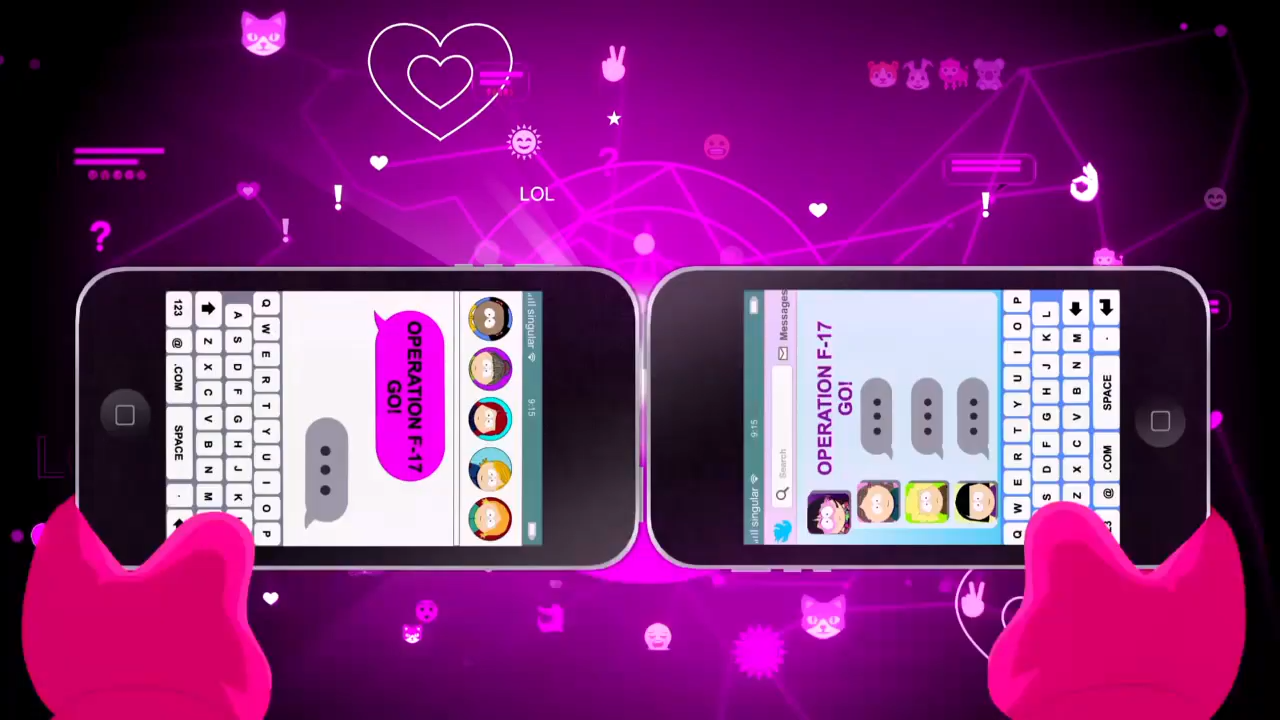 LOL
singular
9:15
OPERATION F-17
GO!
Q W E R T Y U I O P
A S D F G H J K
Z X C V B N M
123 @ .COM SPACE .
singular
9:15
Messages
Search
OPERATION F-17
GO!
Q W E R T Y U I O P
S D F G H J K L
Z X C V B N M
@ .COM SPACE .